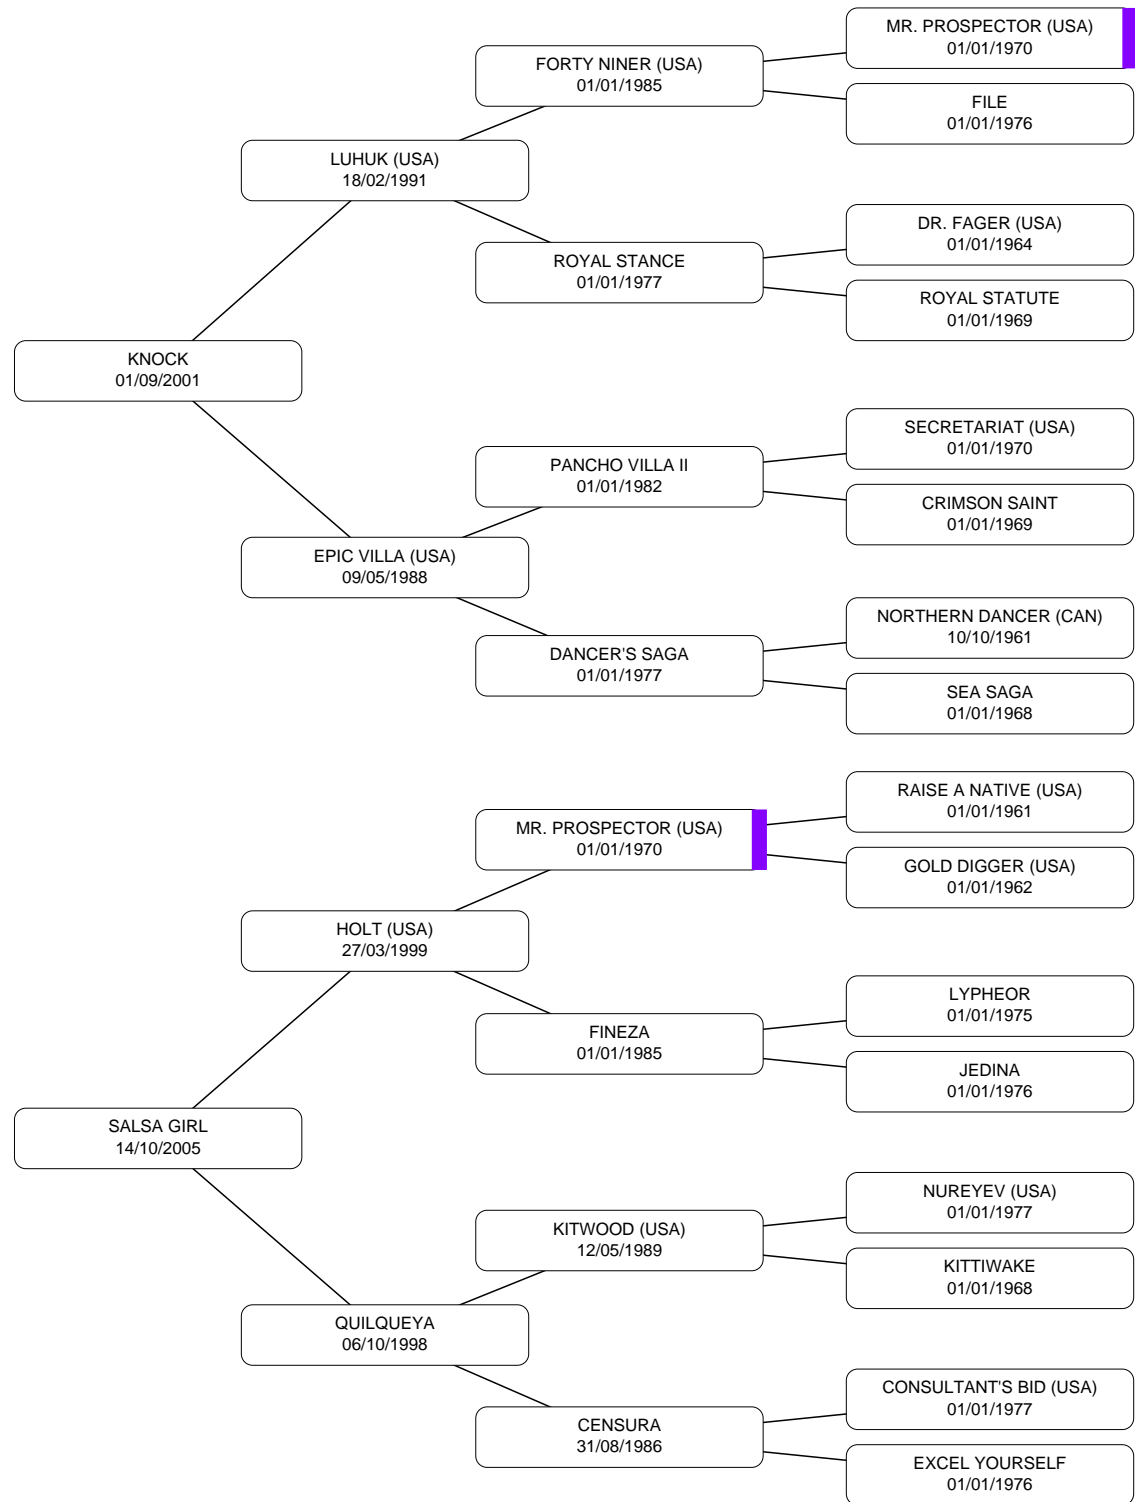 MR. PROSPECTOR (USA)
01/01/1970
FORTY NINER (USA)
01/01/1985
FILE
01/01/1976
LUHUK (USA)
18/02/1991
DR. FAGER (USA)
01/01/1964
ROYAL STANCE
01/01/1977
ROYAL STATUTE
01/01/1969
KNOCK
01/09/2001
SECRETARIAT (USA)
01/01/1970
PANCHO VILLA II
01/01/1982
CRIMSON SAINT
01/01/1969
EPIC VILLA (USA)
09/05/1988
NORTHERN DANCER (CAN)
10/10/1961
DANCER'S SAGA
01/01/1977
SEA SAGA
01/01/1968
RAISE A NATIVE (USA)
01/01/1961
MR. PROSPECTOR (USA)
01/01/1970
GOLD DIGGER (USA)
01/01/1962
HOLT (USA)
27/03/1999
LYPHEOR
01/01/1975
FINEZA
01/01/1985
JEDINA
01/01/1976
SALSA GIRL
14/10/2005
NUREYEV (USA)
01/01/1977
KITWOOD (USA)
12/05/1989
KITTIWAKE
01/01/1968
QUILQUEYA
06/10/1998
CONSULTANT'S BID (USA)
01/01/1977
CENSURA
31/08/1986
EXCEL YOURSELF
01/01/1976